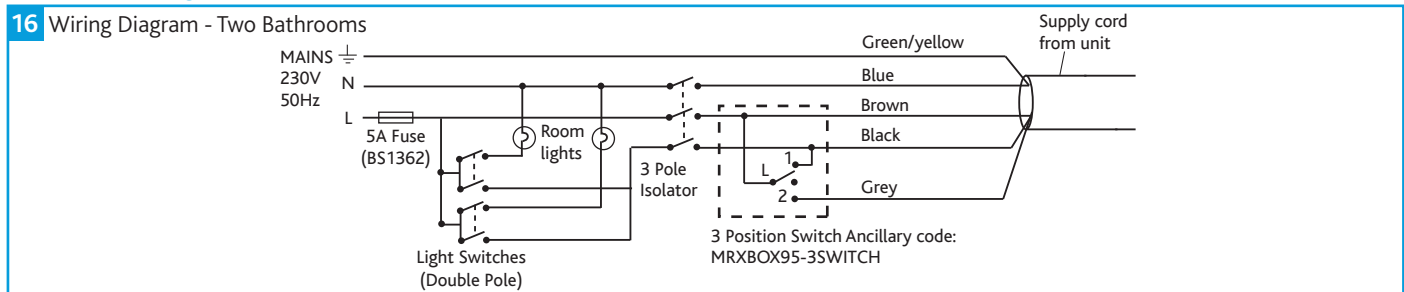 16 Wiring Diagram - Two Bathrooms
Supply cord
from unit
MAINS
230V
50Hz
N
L
Green/yellow
Blue
Brown
Black
Grey
5A Fuse
(BS1362)
Room
lights
3 Pole
Isolator
L
1
2
Light Switches
(Double Pole)
3 Position Switch Ancillary code:
MRXBOX95-3SWITCH